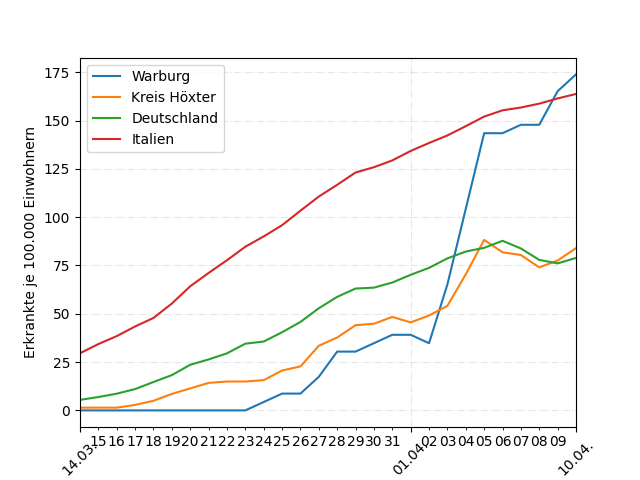 Erkrankte je 100.000 Einwohnern
175
150
125
100
75
50
25
0
Warburg
Kreis Höxter
Deutschland
Italien
14.03. 15 16 17 18 19 20 21 22 23 24 25 26 27 28 29 30 31 01.04. 02 03 04 05 06 07 08 09 10.04.